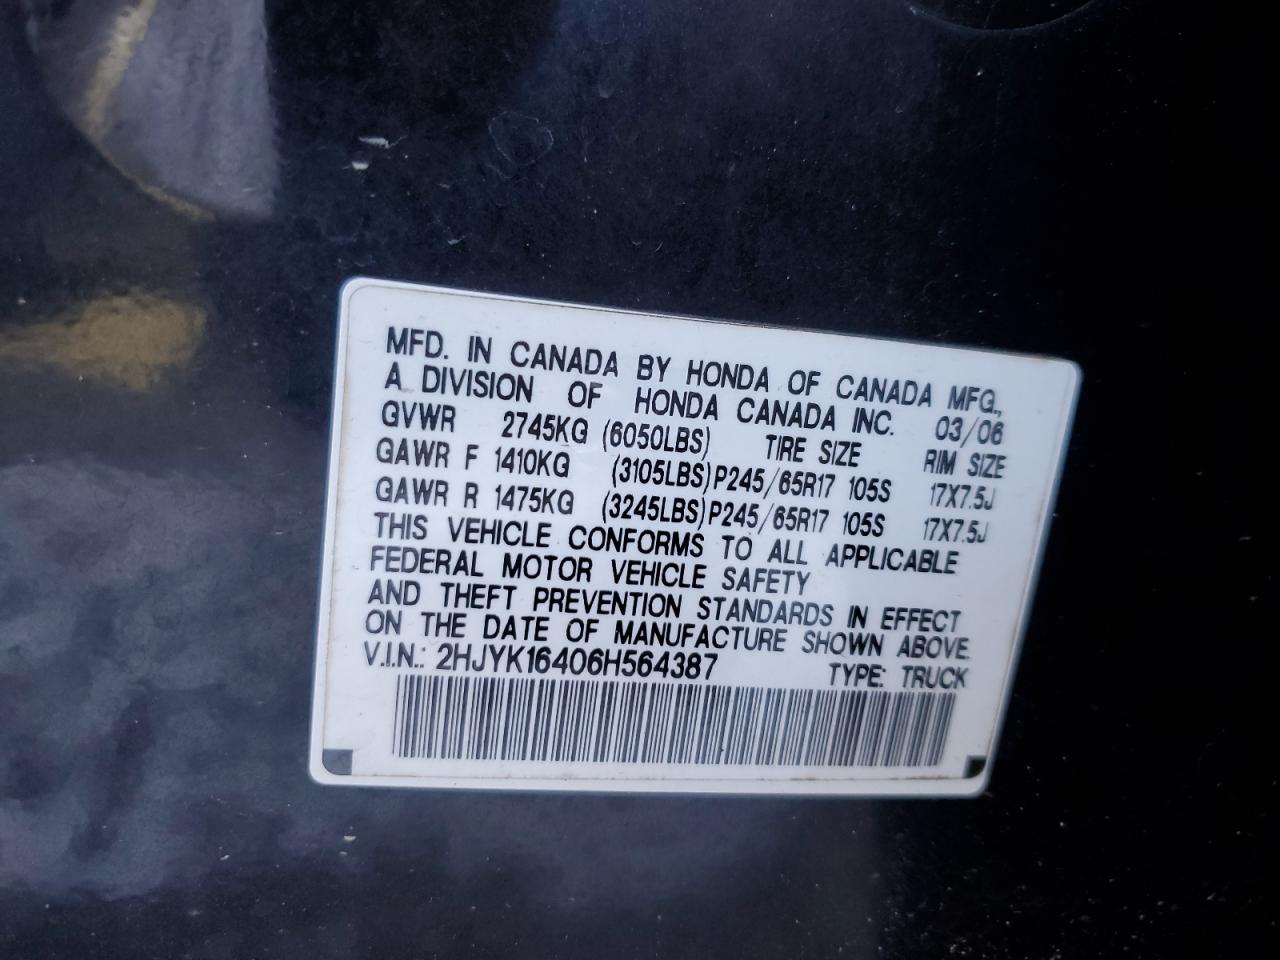 MFD. IN CANADA BY HONDA OF CANADA MFG.,
A DIVISION OF HONDA CANADA INC. 03/06
GVWR 2745KG (6050LBS) TIRE SIZE RIM SIZE
GAWR F 1410KG (3105LBS) P245/65R17 105S 17X7.5J
GAWR R 1475KG (3245LBS) P245/65R17 105S 17X7.5J
THIS VEHICLE CONFORMS TO ALL APPLICABLE
FEDERAL MOTOR VEHICLE SAFETY
AND THEFT PREVENTION STANDARDS IN EFFECT
ON THE DATE OF MANUFACTURE SHOWN ABOVE.
V.I.N.: 2HJYK16406H564387 TYPE: TRUCK